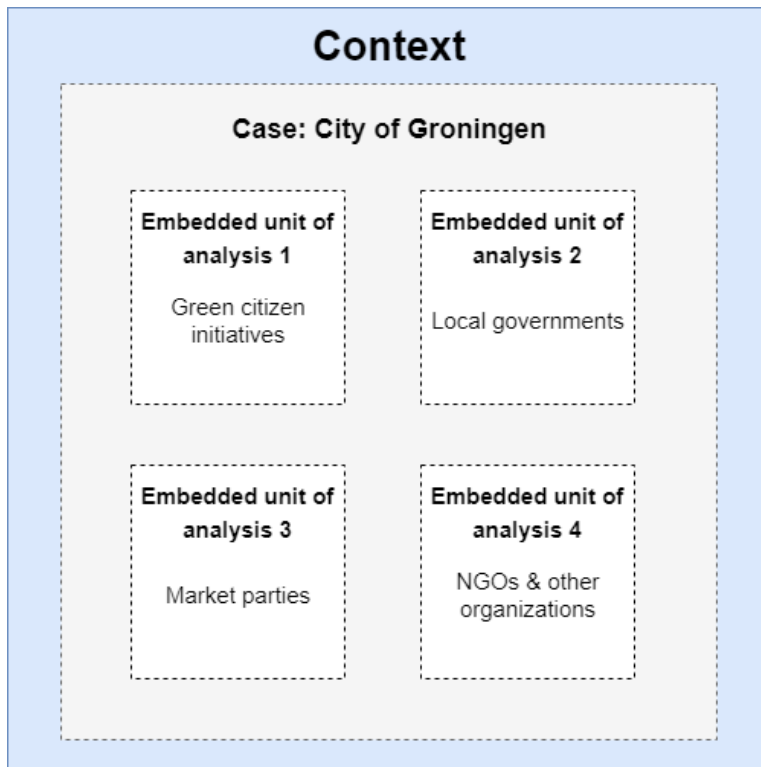 Context
Case: City of Groningen
Embedded unit of
analysis 1
Green citizen
initiatives
Embedded unit of
analysis 2
Local governments
Embedded unit of
analysis 3
Market parties
Embedded unit of
analysis 4
NGOs & other
organizations